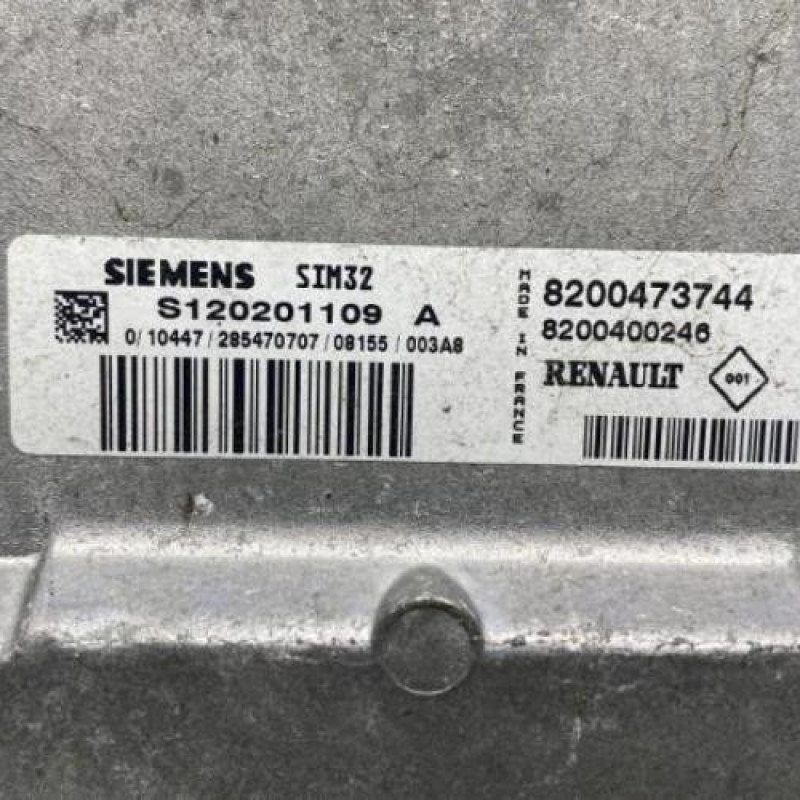 SIEMENS SIM32
S120201109 A
0/10447/285470707/08155/003A8
MADE IN FRANCE
8200473744
8200400246
RENAULT 001